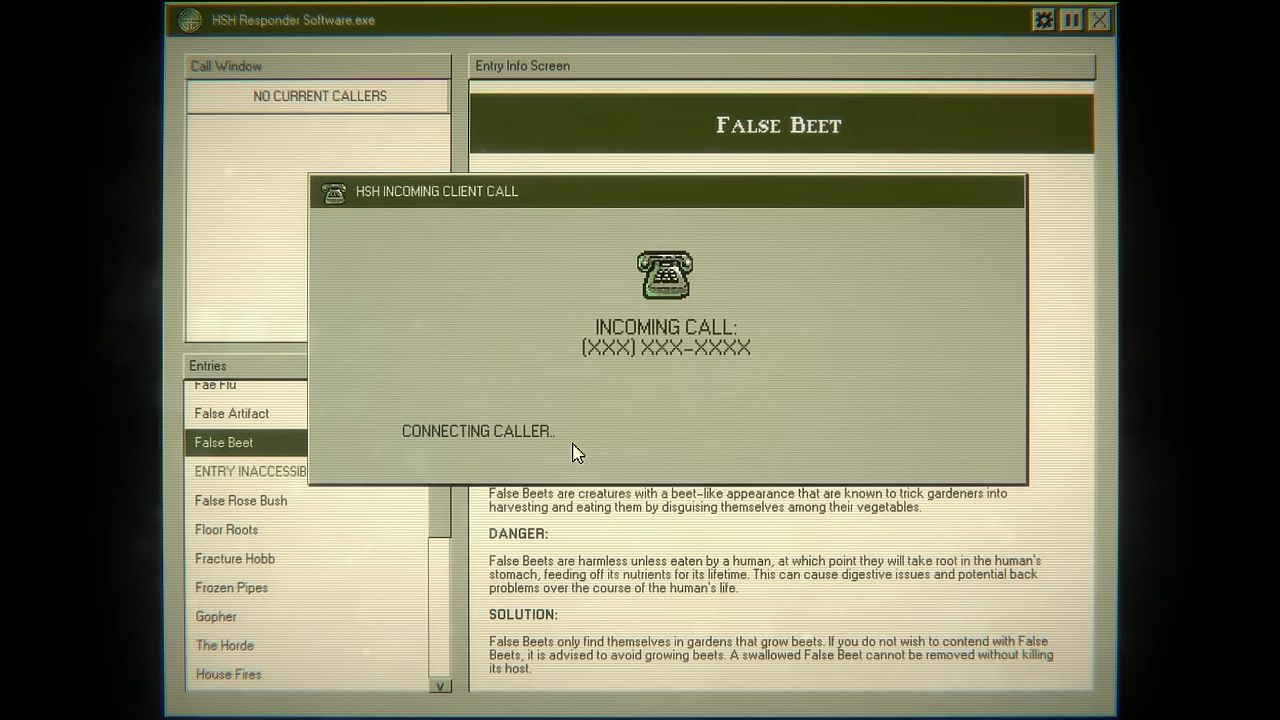 HSH Responder Software.exe
Call Window
NO CURRENT CALLERS
Entry Info Screen
FALSE BEET
HSH INCOMING CLIENT CALL
INCOMING CALL:
(XXX) XXX-XXXX
CONNECTING CALLER..
Entries
Fae Flu
False Artifact
False Beet
ENTRY INACCESSIB
False Rose Bush
Floor Roots
Fracture Hobb
Frozen Pipes
Gopher
The Horde
House Fires
V
False Beets are creatures with a beet-like appearance that are known to trick gardeners into
harvesting and eating them by disguising themselves among their vegetables.
DANGER:
False Beets are harmless unless eaten by a human, at which point they will take root in the human's
stomach, feeding off its nutrients for its lifetime. This can cause digestive issues and potential back
problems over the course of the human's life.
SOLUTION:
False Beets only find themselves in gardens that grow beets. If you do not wish to contend with False
Beets, it is advised to avoid growing beets. A swallowed False Beet cannot be removed without killing
its host.